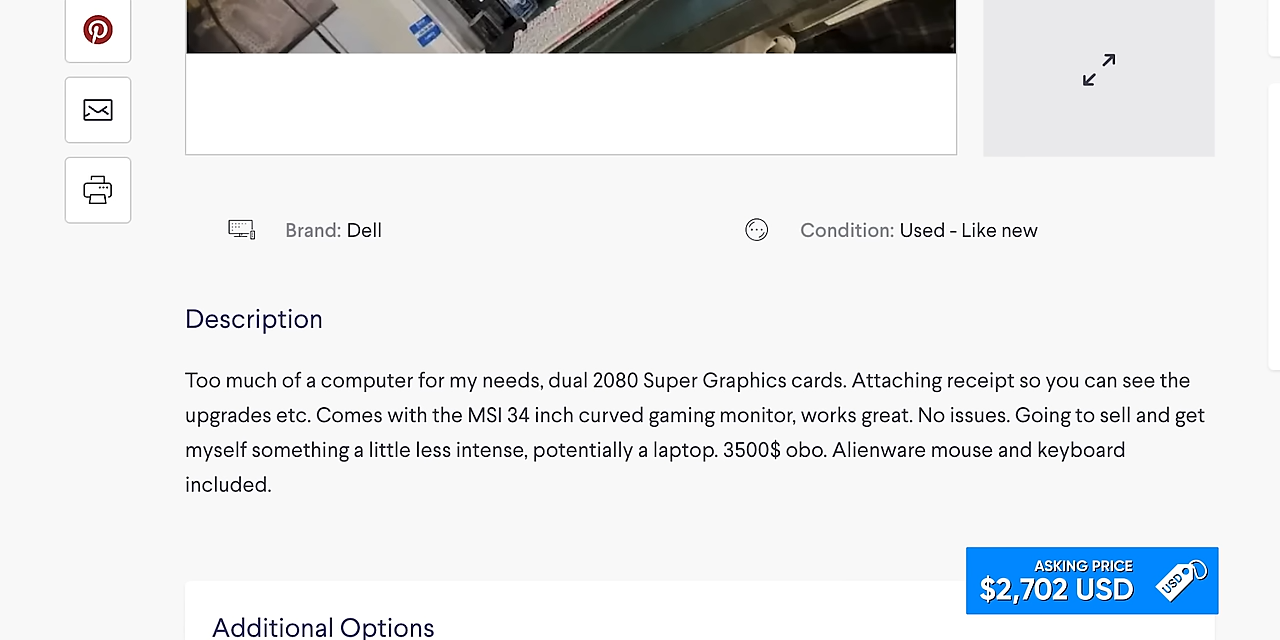 Brand: Dell
Condition: Used - Like new
Description
Too much of a computer for my needs, dual 2080 Super Graphics cards. Attaching receipt so you can see the
upgrades etc. Comes with the MSI 34 inch curved gaming monitor, works great. No issues. Going to sell and get
myself something a little less intense, potentially a laptop. 3500$ obo. Alienware mouse and keyboard
included.
ASKING PRICE
$2,702 USD
USD
Additional Options